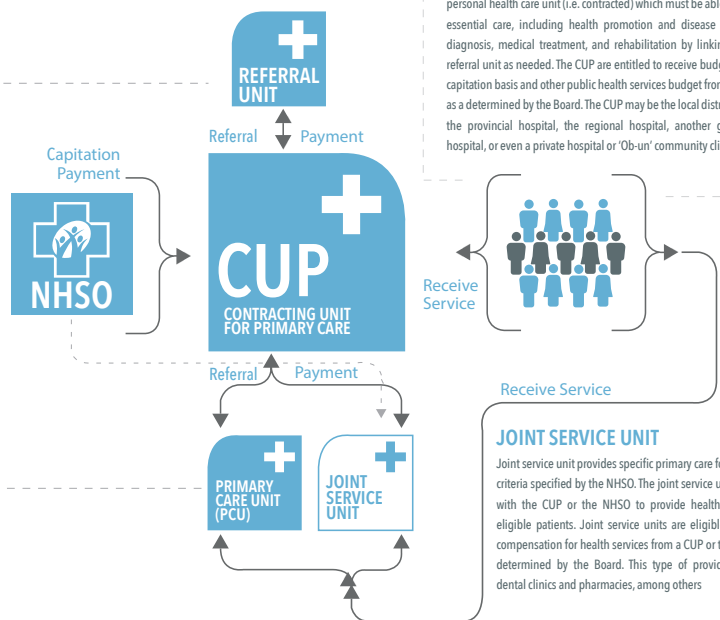 personal health care unit (i.e. contracted) which must be able
essential care, including health promotion and disease
diagnosis, medical treatment, and rehabilitation by linking
referral unit as needed. The CUP are entitled to receive budg
capitation basis and other public health services budget from
as a determined by the Board. The CUP may be the local distr
the provincial hospital, the regional hospital, another g
hospital, or even a private hospital or 'Ob-un' community cli
REFERRAL
UNIT
Referral Payment
Capitation
Payment
NHSO
CUP
CONTRACTING UNIT
FOR PRIMARY CARE
Receive
Service
Referral Payment
Receive Service
PRIMARY
CARE UNIT
(PCU)
JOINT
SERVICE
UNIT
JOINT SERVICE UNIT
Joint service unit provides specific primary care fo
criteria specified by the NHSO. The joint service u
with the CUP or the NHSO to provide health
eligible patients. Joint service units are eligibl
compensation for health services from a CUP or t
determined by the Board. This type of provid
dental clinics and pharmacies, among others